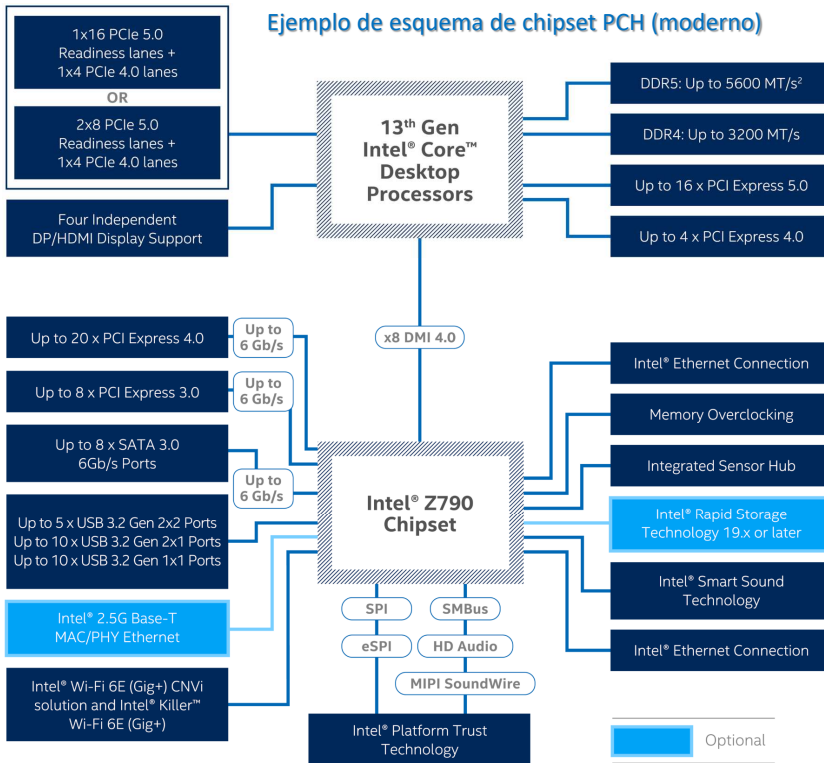 Ejemplo de esquema de chipset PCH (moderno)
1x16 PCIe 5.0
Readiness lanes +
1x4 PCIe 4.0 lanes
OR
2x8 PCIe 5.0
Readiness lanes +
1x4 PCIe 4.0 lanes
Four Independent
DP/HDMI Display Support
13th Gen
Intel® Core™
Desktop
Processors
DDR5: Up to 5600 MT/s²
DDR4: Up to 3200 MT/s
Up to 16 x PCI Express 5.0
Up to 4 x PCI Express 4.0
x8 DMI 4.0
Up to 20 x PCI Express 4.0
Up to
6 Gb/s
Up to 8 x PCI Express 3.0
Up to
6 Gb/s
Up to 8 x SATA 3.0
6Gb/s Ports
Up to
6 Gb/s
Up to 5 x USB 3.2 Gen 2x2 Ports
Up to 10 x USB 3.2 Gen 2x1 Ports
Up to 10 x USB 3.2 Gen 1x1 Ports
Intel® 2.5G Base-T
MAC/PHY Ethernet
Intel® Wi-Fi 6E (Gig+) CNVi
solution and Intel® Killer™
Wi-Fi 6E (Gig+)
Intel® Z790
Chipset
Intel® Ethernet Connection
Memory Overclocking
Integrated Sensor Hub
Intel® Rapid Storage
Technology 19.x or later
Intel® Smart Sound
Technology
Intel® Ethernet Connection
SPI
eSPI
SMBus
HD Audio
MIPI SoundWire
Intel® Platform Trust
Technology
Optional